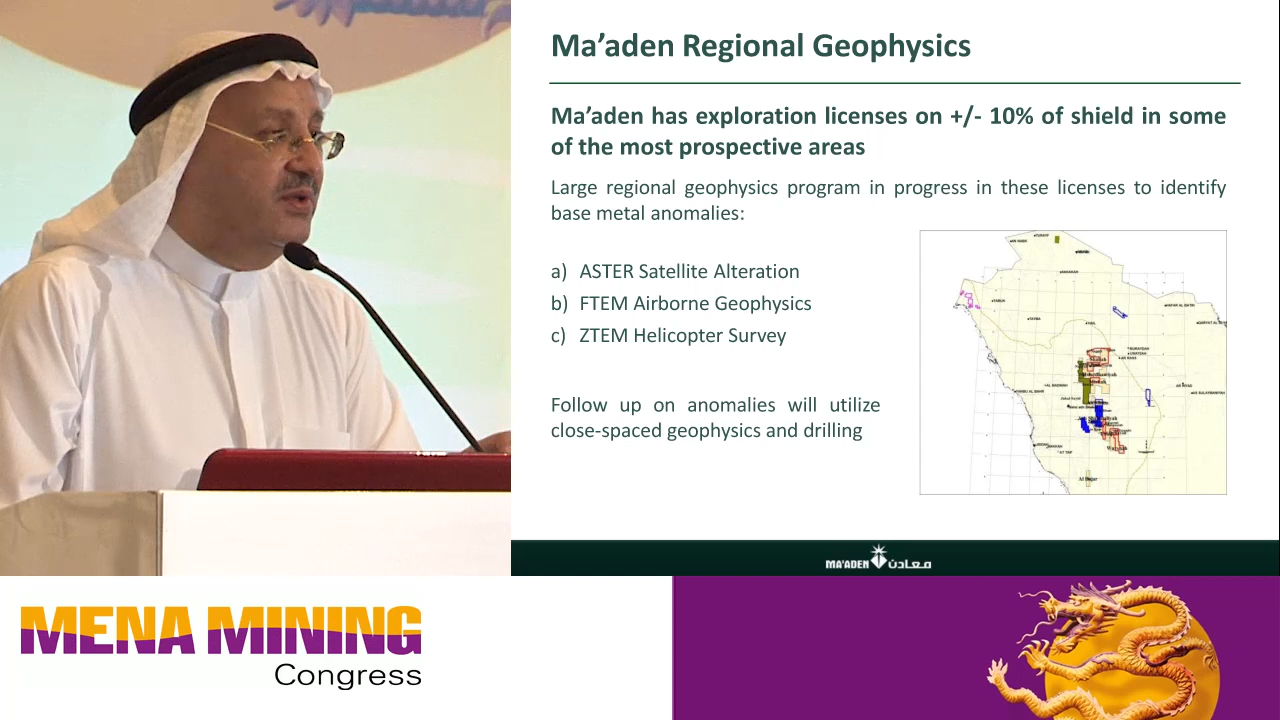 Ma'aden Regional Geophysics
Ma'aden has exploration licenses on +/- 10% of shield in some
of the most prospective areas
Large regional geophysics program in progress in these licenses to identify
base metal anomalies:
a) ASTER Satellite Alteration
b) FTEM Airborne Geophysics
c) ZTEM Helicopter Survey
Follow up on anomalies will utilize
close-spaced geophysics and drilling
MA'ADEN معادن
MENA MINING
Congress